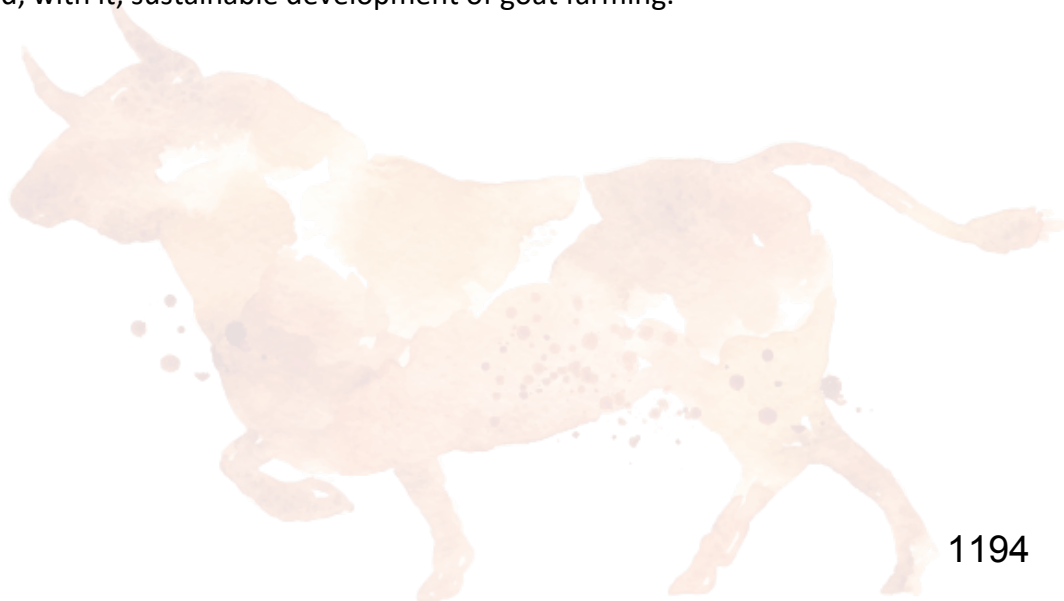 d, with it, sustainable development of goat farming.
1194